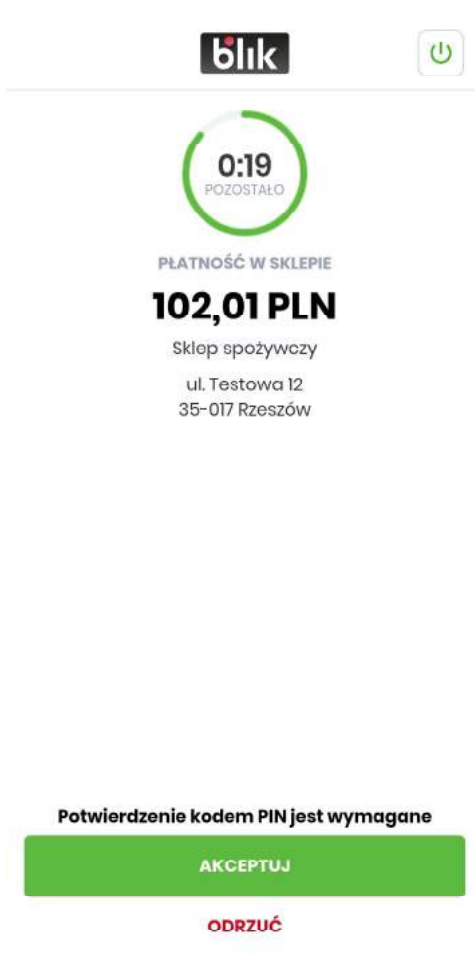 blik
0:19
POZOSTAŁO
PŁATNOŚĆ W SKLEPIE
102,01 PLN
Sklep spożywczy
ul. Testowa 12
35-017 Rzeszów
Potwierdzenie kodem PIN jest wymagane
AKCEPTUJ
ODRZUĆ